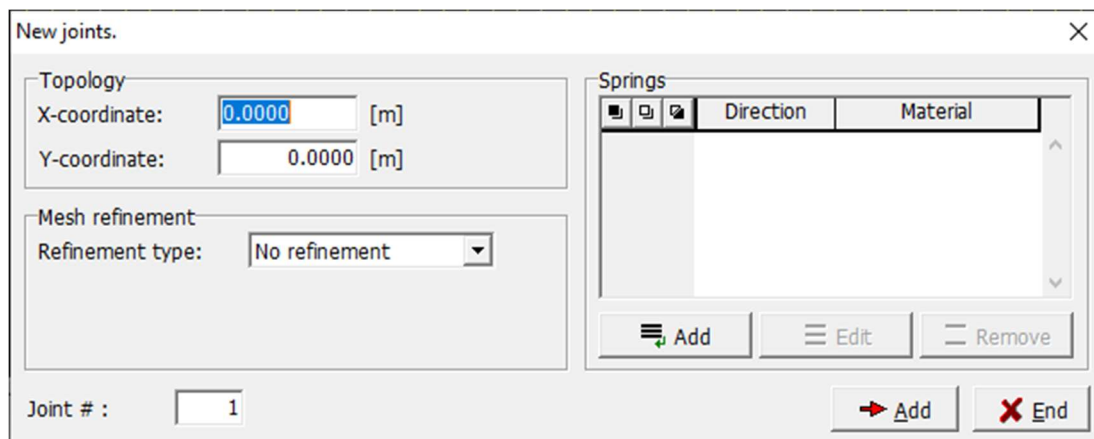 New joints.
Topology
X-coordinate: 0.0000 [m]
Y-coordinate: 0.0000 [m]
Mesh refinement
Refinement type: No refinement
Springs
Direction Material
Add Edit Remove
Joint # : 1
Add End